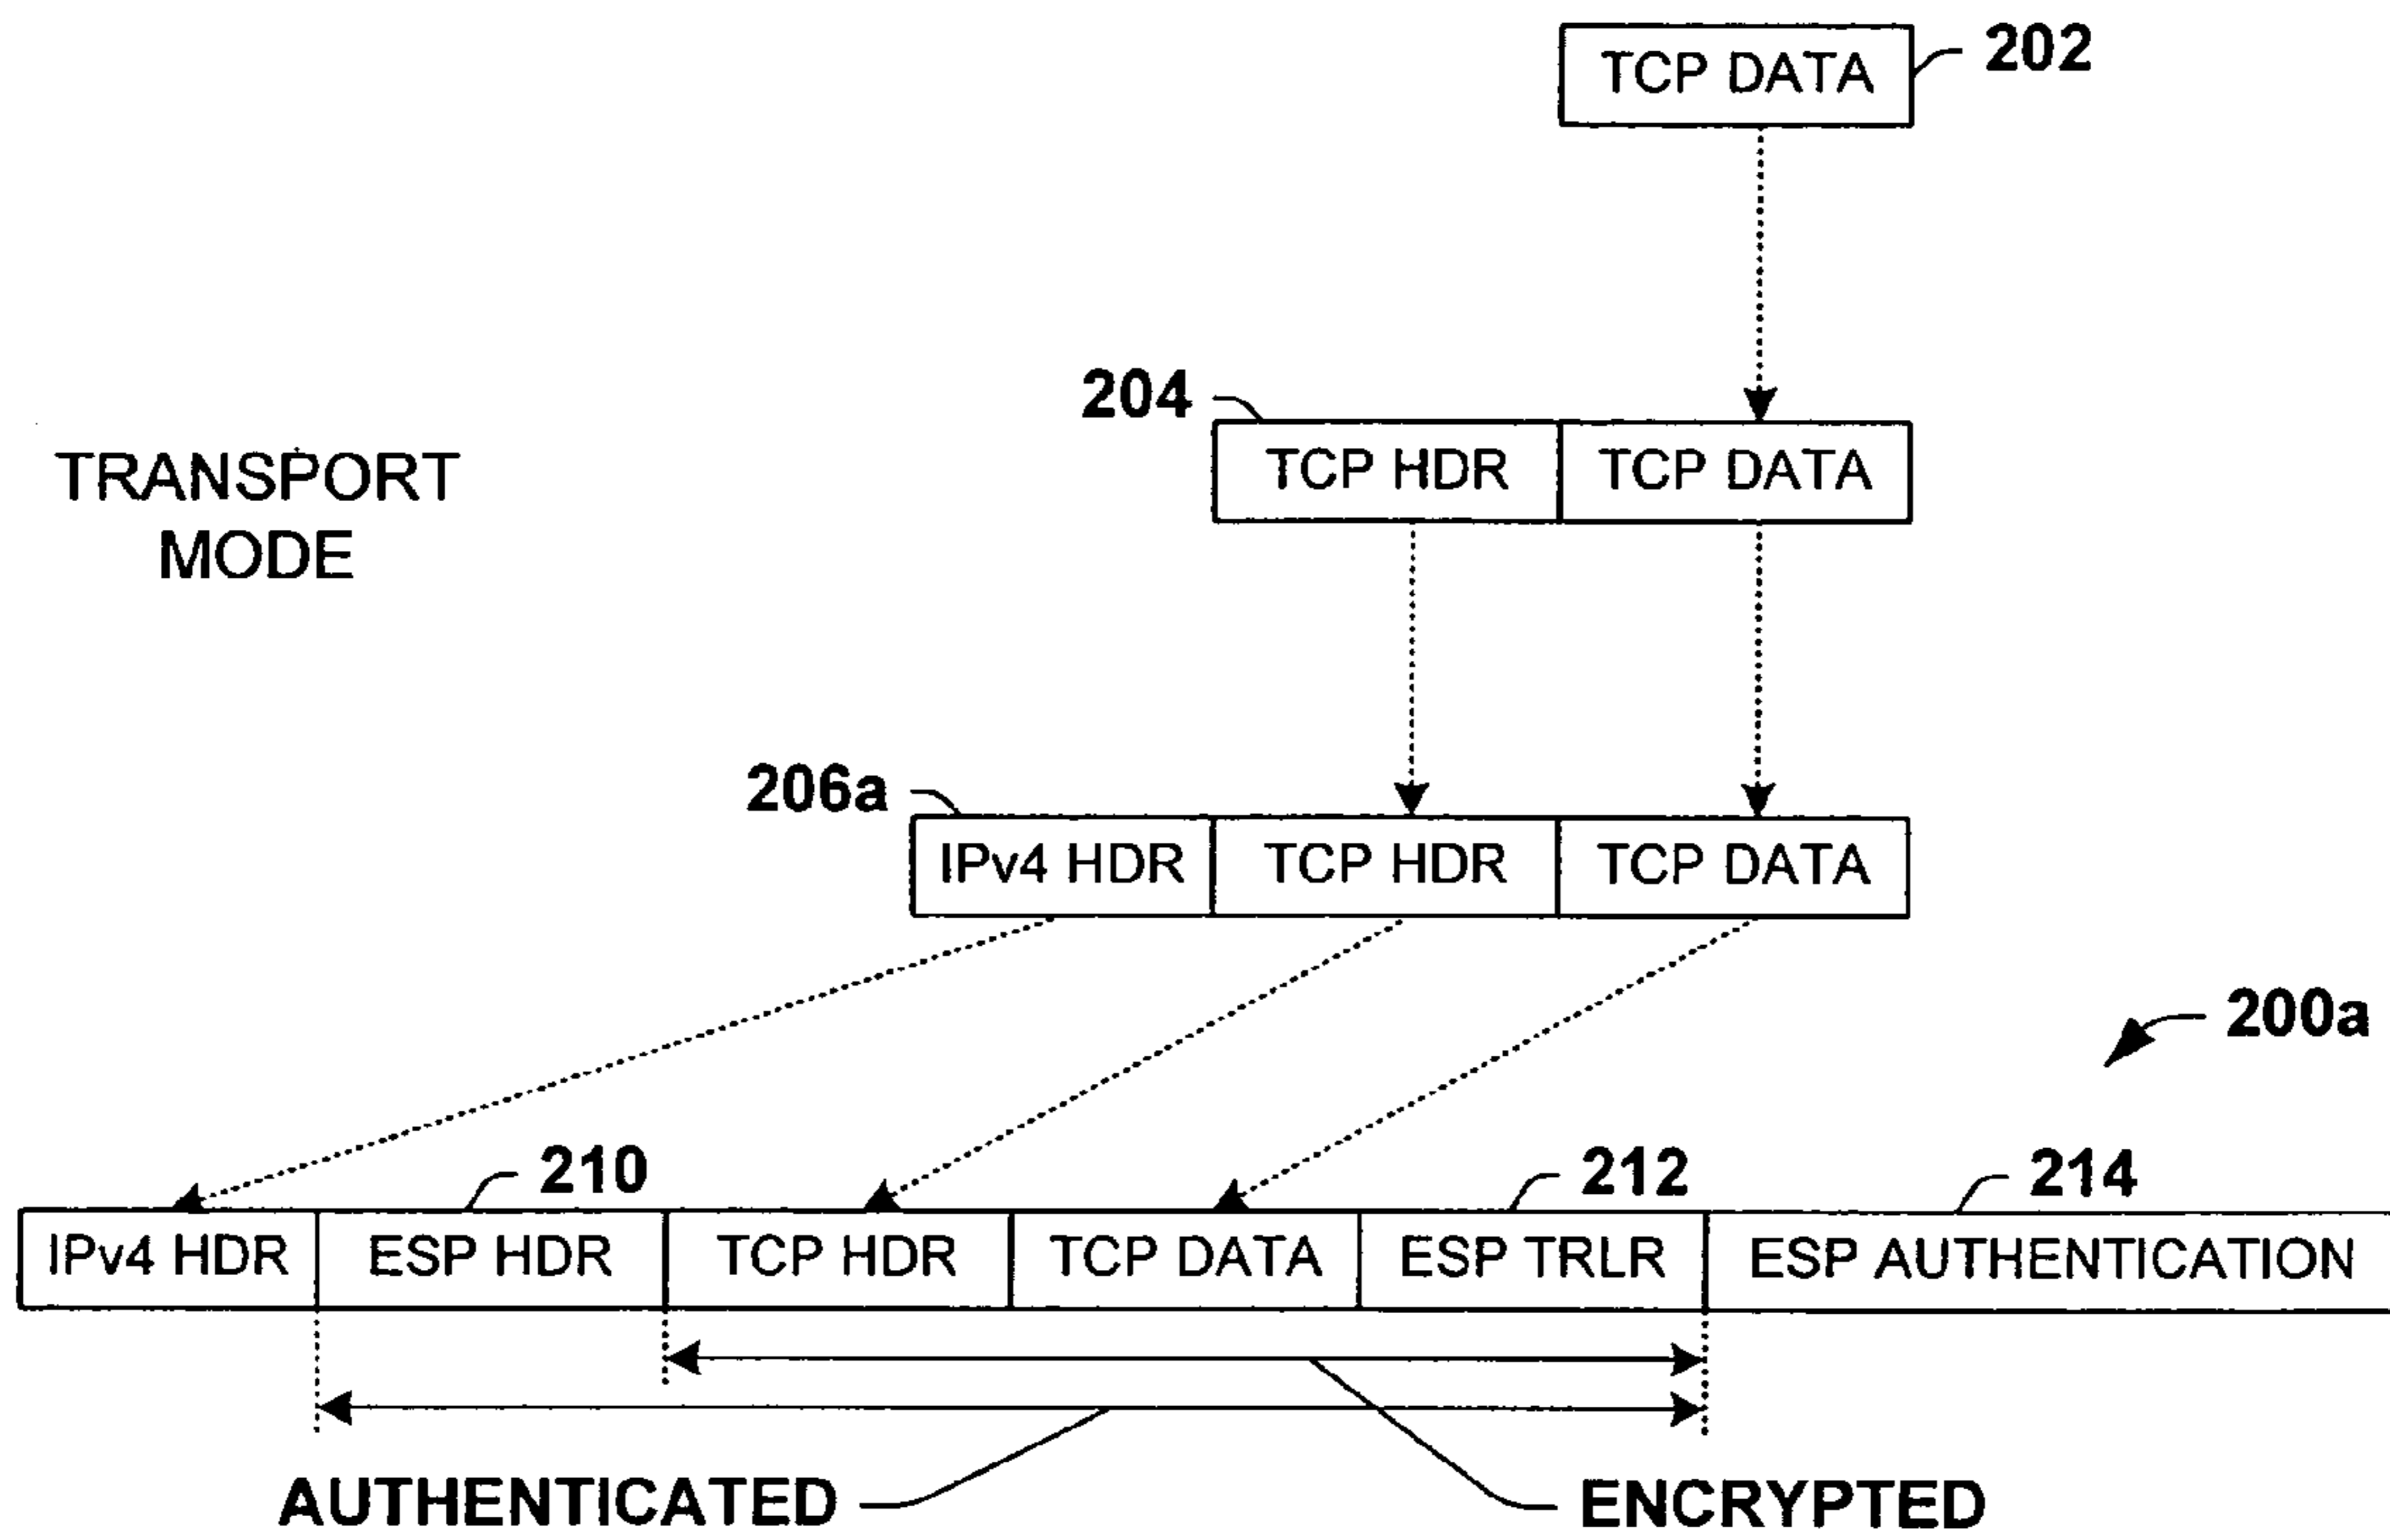 TCP DATA 202
204
TCP HDR TCP DATA
TRANSPORT
MODE
206a
IPv4 HDR TCP HDR TCP DATA
200a
210 212 214
IPv4 HDR ESP HDR TCP HDR TCP DATA ESP TRLR ESP AUTHENTICATION
AUTHENTICATED ENCRYPTED